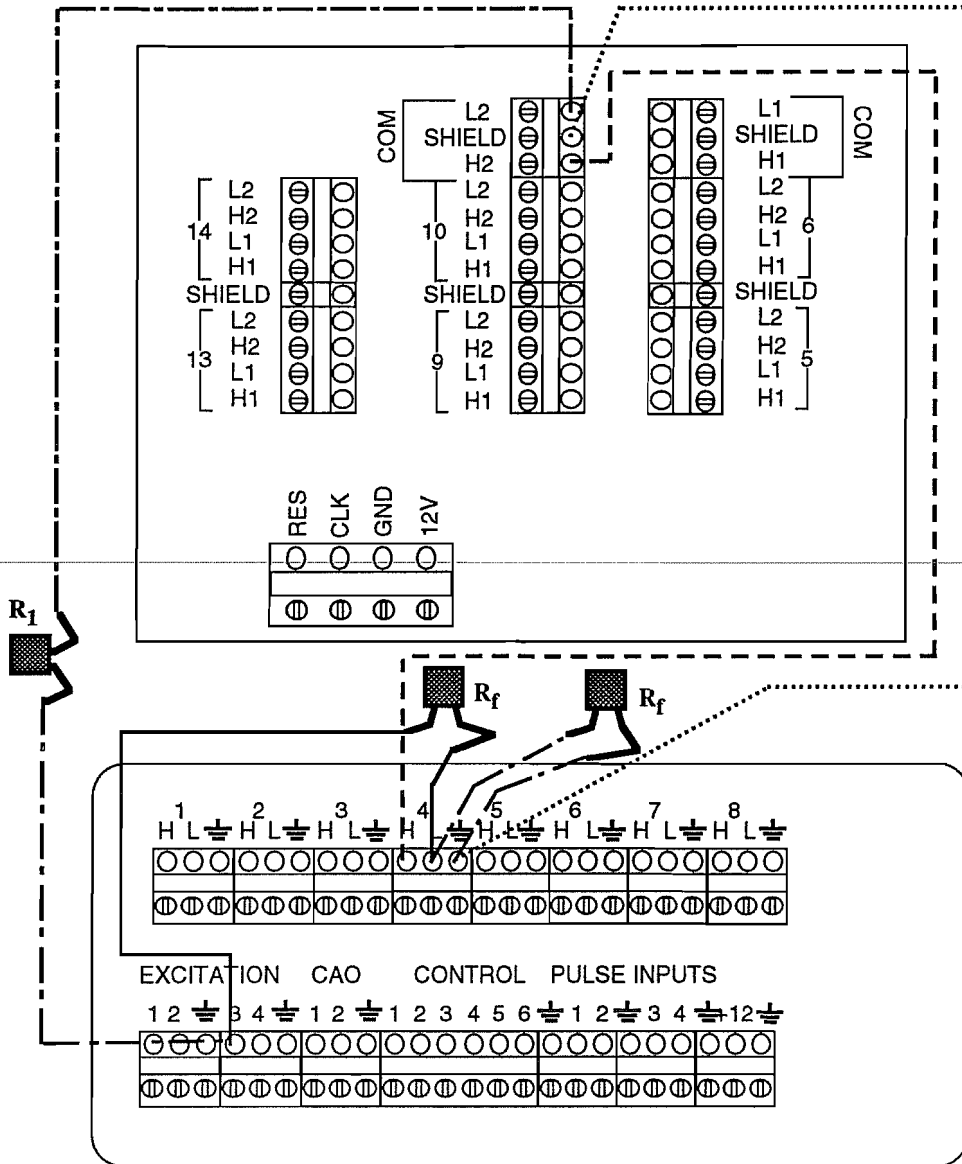 COM
L2
SHIELD
H2
L1
SHIELD
H1
COM
14
L2
H2
L1
H1
SHIELD
13
L2
H2
L1
H1
10
L2
H2
L1
H1
SHIELD
9
L2
H2
L1
H1
L2
H2
L1
H1
6
SHIELD
L2
H2
L1
H1
5
RES
CLK
GND
12V
R1
Rf
Rf
1 2 3 4 5 6 7 8
H L H L H L H H L H L H L H L
EXCITATION CAO CONTROL PULSE INPUTS
1 2 3 4 1 2 1 2 3 4 5 6 1 2 3 4 +12